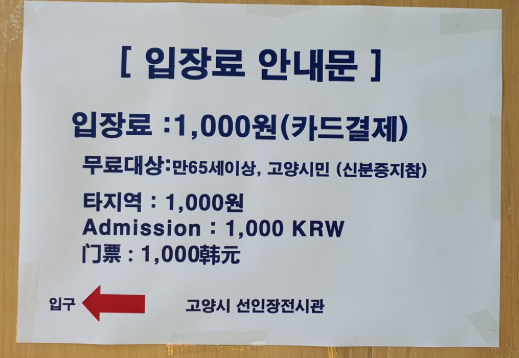 [ 입장료 안내문 ]
입장료 :1,000원(카드결제)
무료대상:만65세이상, 고양시민 (신분증지참)
타지역 : 1,000원
Admission : 1,000 KRW
门票 : 1,000韩元
입구
고양시 선인장전시관